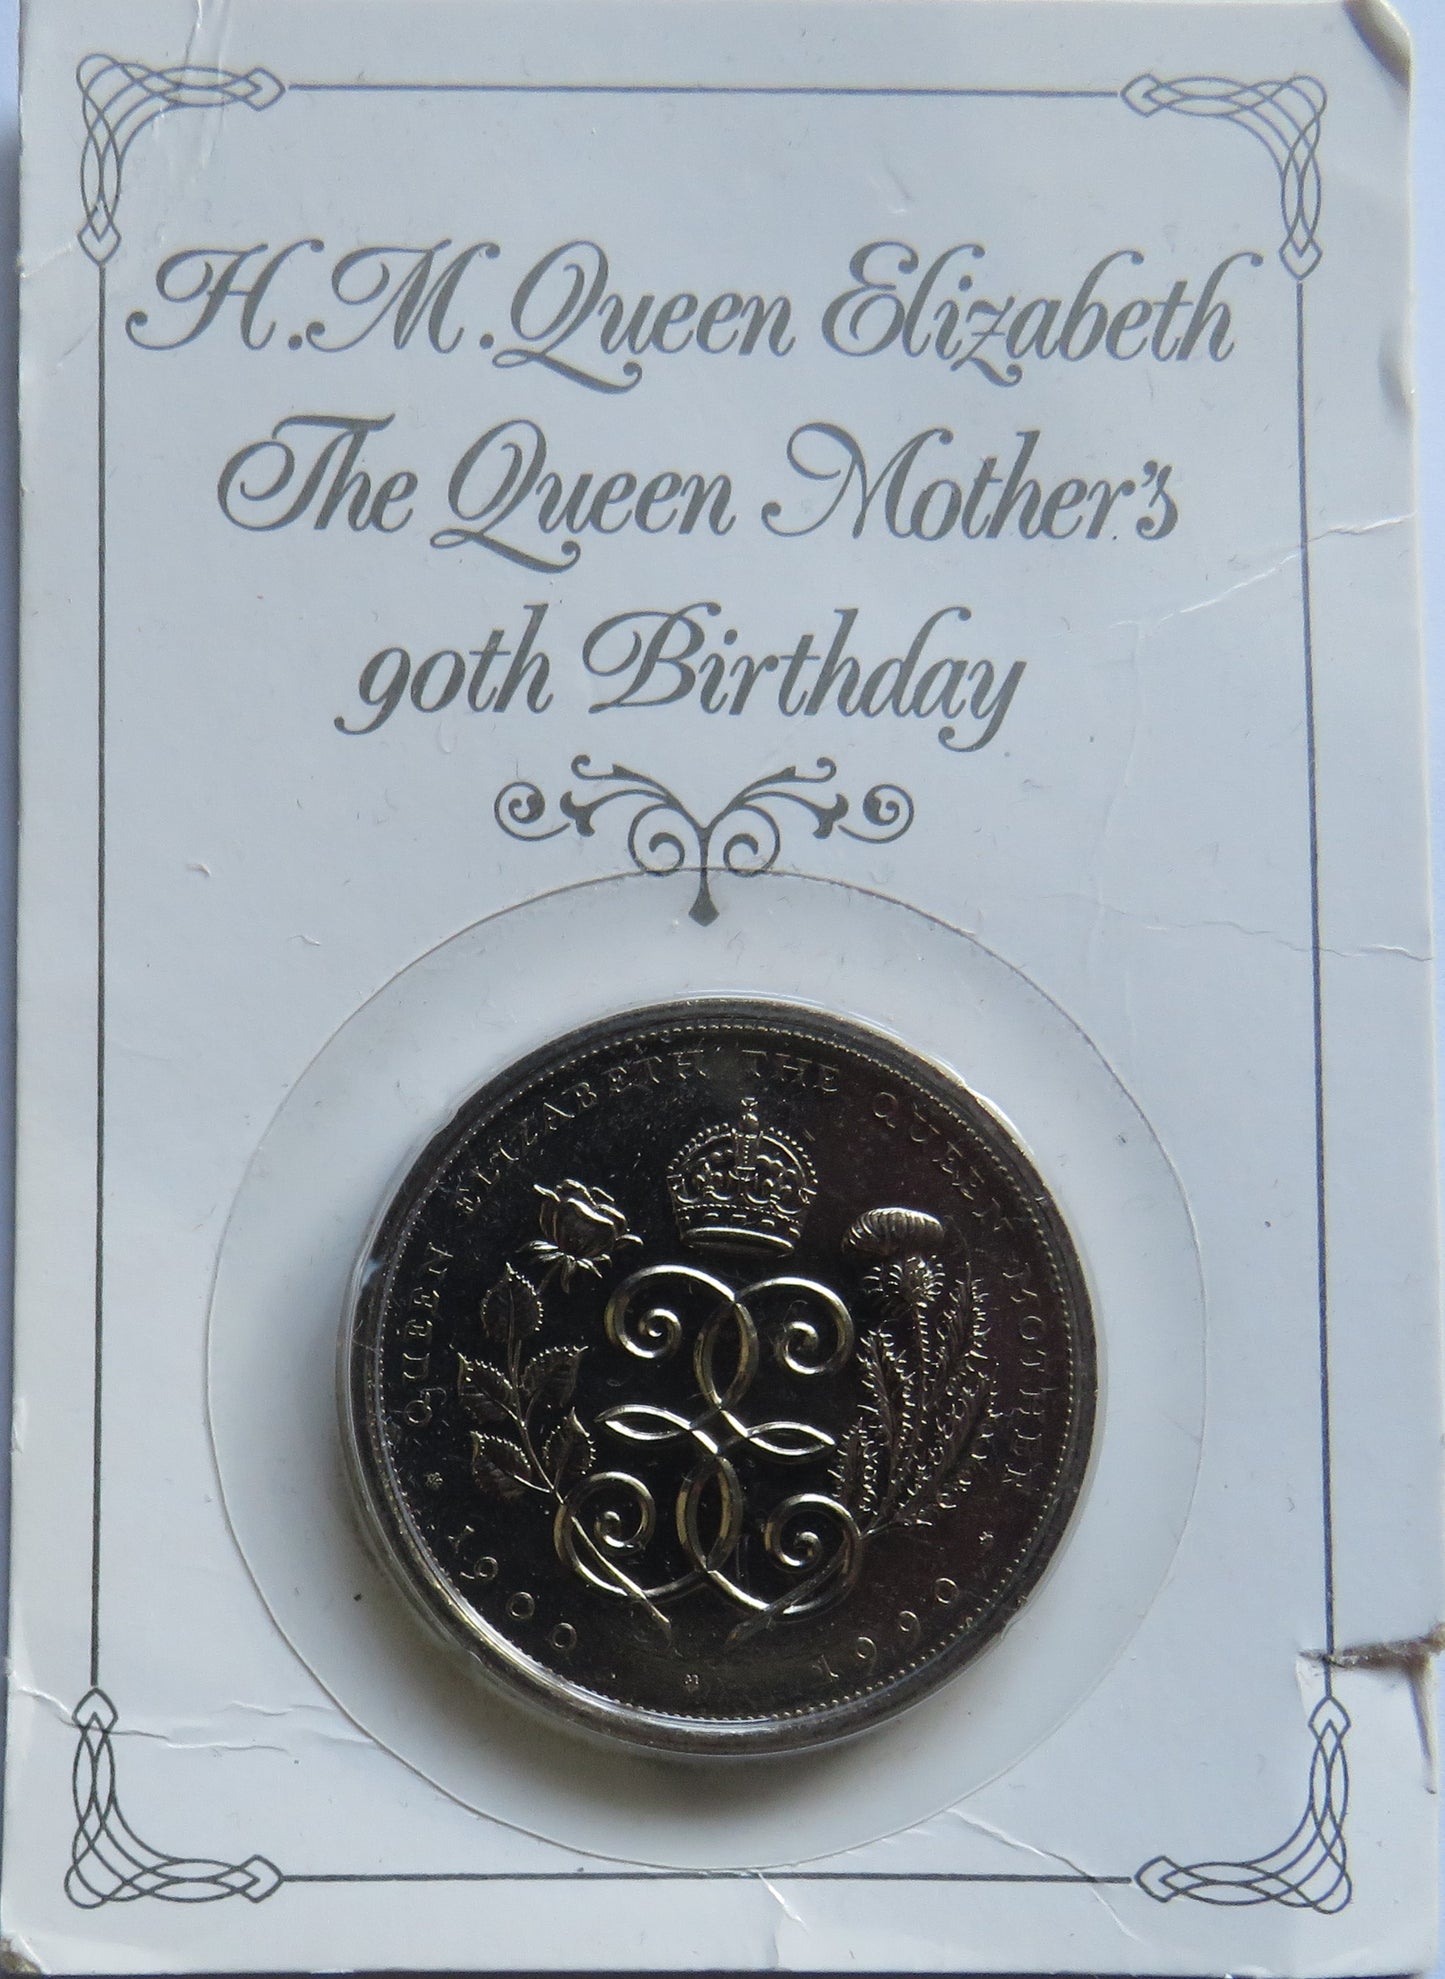 H.M.Queen Elizabeth
The Queen Mother's
90th Birthday
QUEEN ELIZABETH THE QUEEN MOTHER
1900 1990